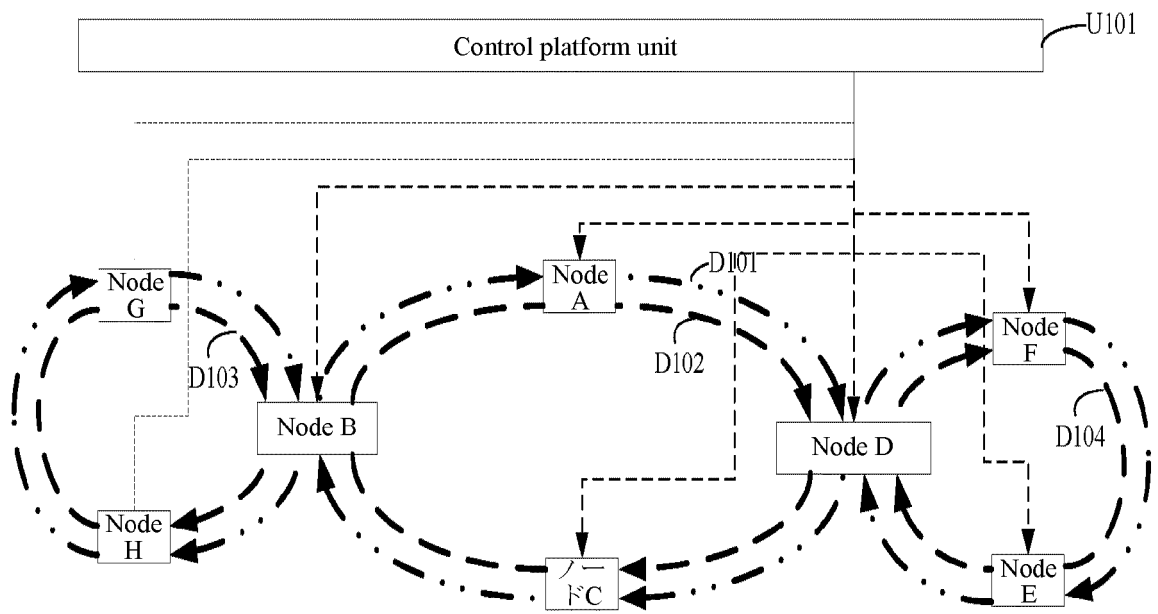 U101
Control platform unit
D101
Node
G
Node
A
Node
F
D103
D102
Node B
Node D
D104
Node
H
ノー
ドC
Node
E